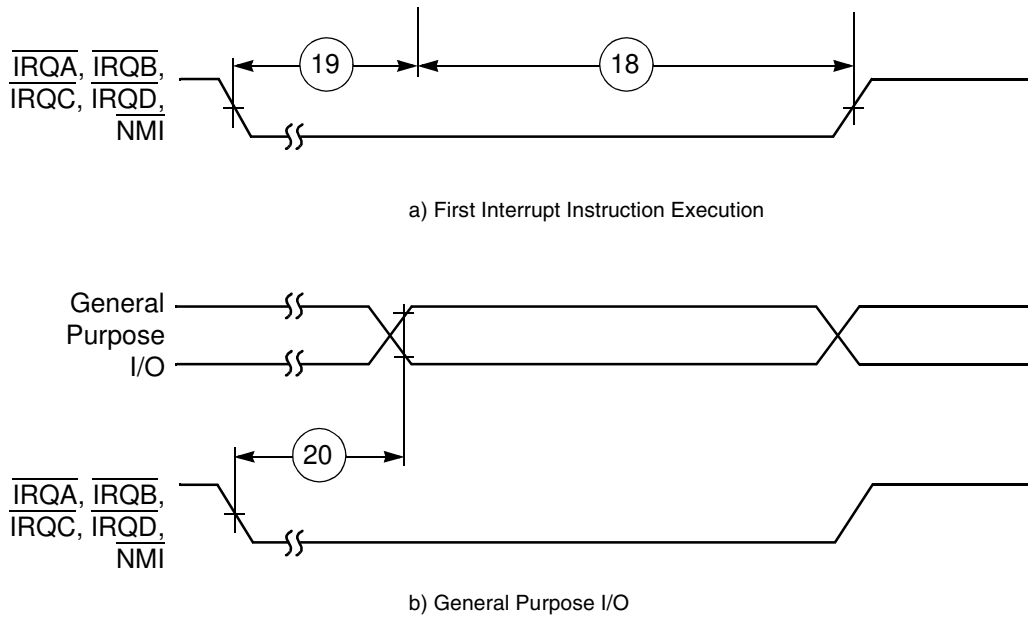 IRQA, IRQB,
IRQC, IRQD,
NMI
19
18
a) First Interrupt Instruction Execution
General
Purpose
I/O
20
IRQA, IRQB,
IRQC, IRQD,
NMI
b) General Purpose I/O